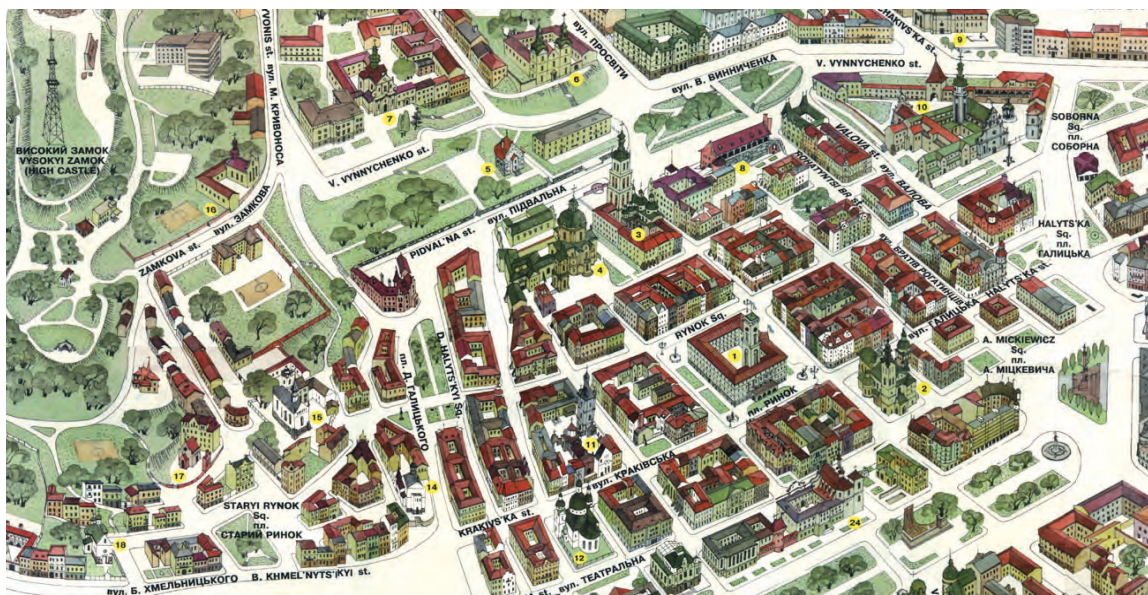 ВИСОКИЙ ЗАМОК
VYSOKYI ZAMOK
(HIGH CASTLE)
вул. М. КРИВОНОСА
вул. ПРОСВІТИ
вул. В. ВИННИЧЕНКА
V. VYNNYCHENKO st.
9
6
7
10
SOBORNA
Sq.
пл.
СОБОРНА
VALOVA st.
вул. ВАЛОВА
V. VYNNYCHENKO st.
5
8
16
ZAMKOVA st.
вул. ЗАМКОВА
PIDVAL'NA st.
вул. ПІДВАЛЬНА
3
4
HALYTS'KA
Sq.
пл.
ГАЛИЦЬКА
вул. ГАЛИЦЬКА
HALYTS'KA st.
RYNOK Sq.
1
пл. РИНОК
A. MICKIEWICZ
Sq.
пл.
А. МІЦКЕВИЧА
2
D. HALYTS'KYI Sq.
пл. Д. ГАЛИЦЬКОГО
15
11
вул. КРАКІВСЬКА
KRAKIVS'KA st.
17
14
STARYI RYNOK
Sq.
пл.
СТАРИЙ РИНОК
24
12
18
вул. Б. ХМЕЛЬНИЦЬКОГО
B. KHMEL'NYTS'KYI st.
вул. ТЕАТРАЛЬНА